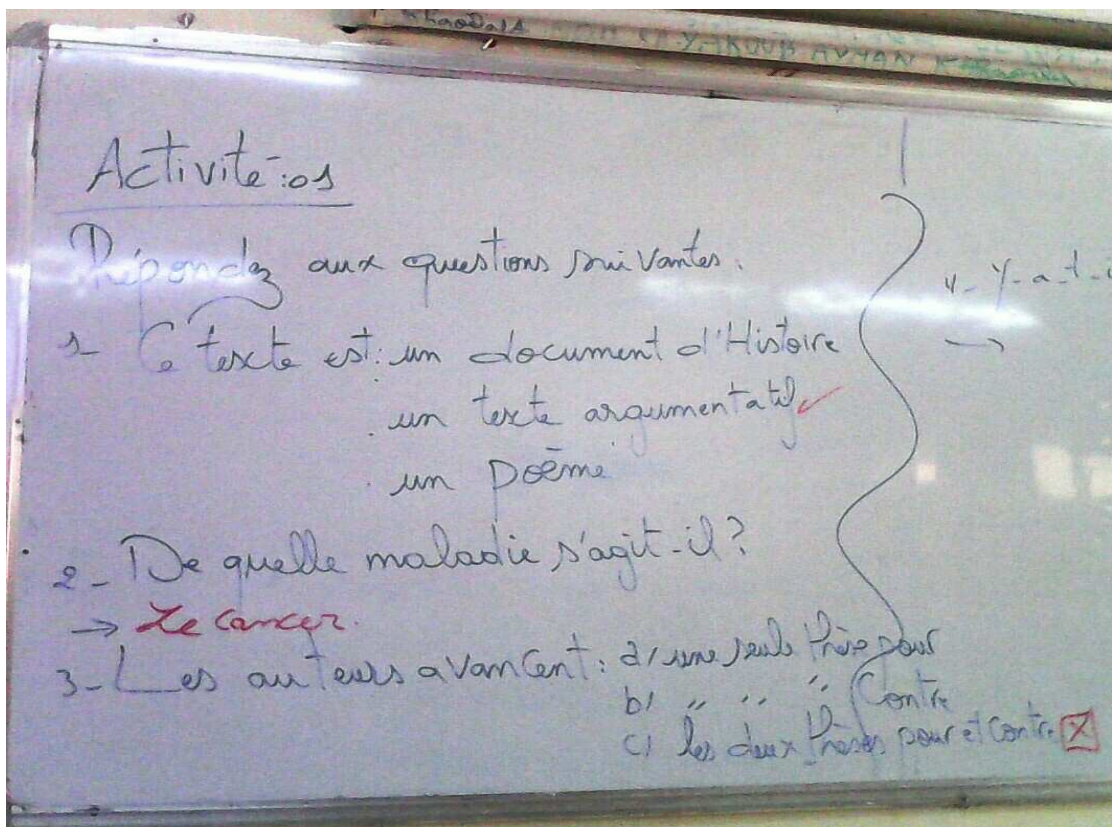 Activité:01
Répondez aux questions suivantes.
1- Ce texte est: un document d'Histoire
un texte argumentatif
un poème
2- De quelle maladie s'agit-il?
→ Le cancer.
3- Les auteurs avancent: a/ une seule thèse pour
b/ " " " Contre
c/ les deux thèses pour et contre
4- Y-a-t-i
→